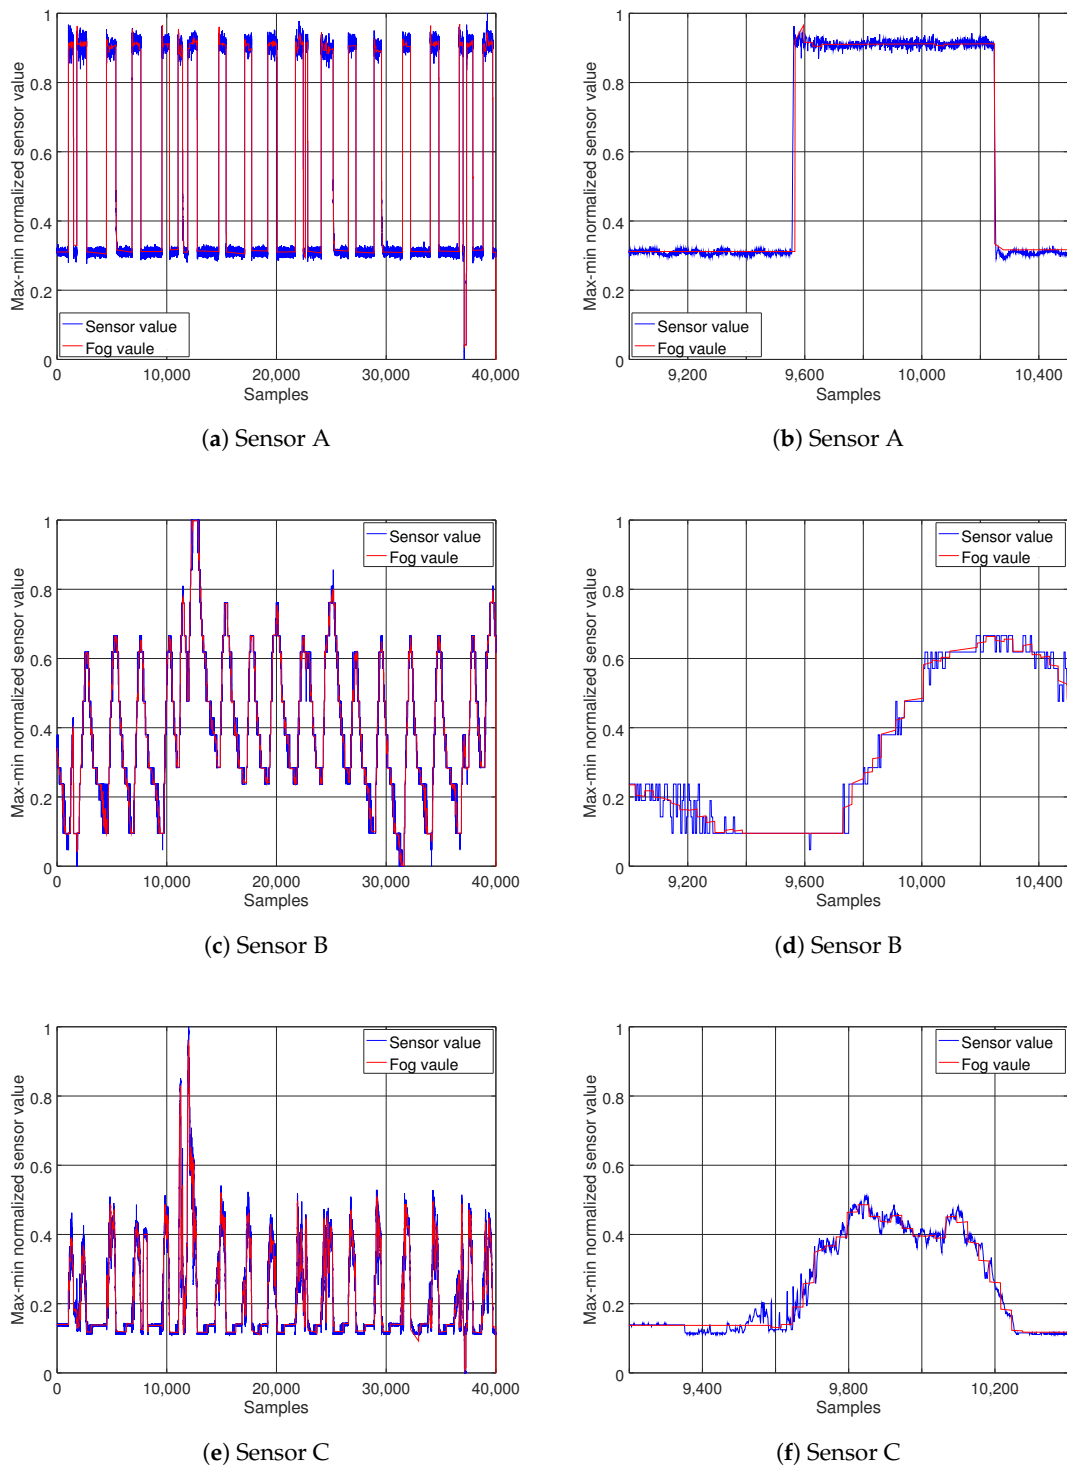 Max-min normalized sensor value
1
0.8
0.6
0.4
0.2
0
Sensor value
Fog vaule
0 10,000 20,000 30,000 40,000
Samples
(a) Sensor A
Max-min normalized sensor value
1
0.8
0.6
0.4
0.2
0
Sensor value
Fog vaule
9,200 9,600 10,000 10,400
Samples
(b) Sensor A
Max-min normalized sensor value
1
0.8
0.6
0.4
0.2
0
Sensor value
Fog vaule
0 10,000 20,000 30,000 40,000
Samples
(c) Sensor B
Max-min normalized sensor value
1
0.8
0.6
0.4
0.2
0
Sensor value
Fog vaule
9,200 9,600 10,000 10,400
Samples
(d) Sensor B
Max-min normalized sensor value
1
0.8
0.6
0.4
0.2
0
Sensor value
Fog vaule
0 10,000 20,000 30,000 40,000
Samples
(e) Sensor C
Max-min normalized sensor value
1
0.8
0.6
0.4
0.2
0
Sensor value
Fog vaule
9,400 9,800 10,200
Samples
(f) Sensor C